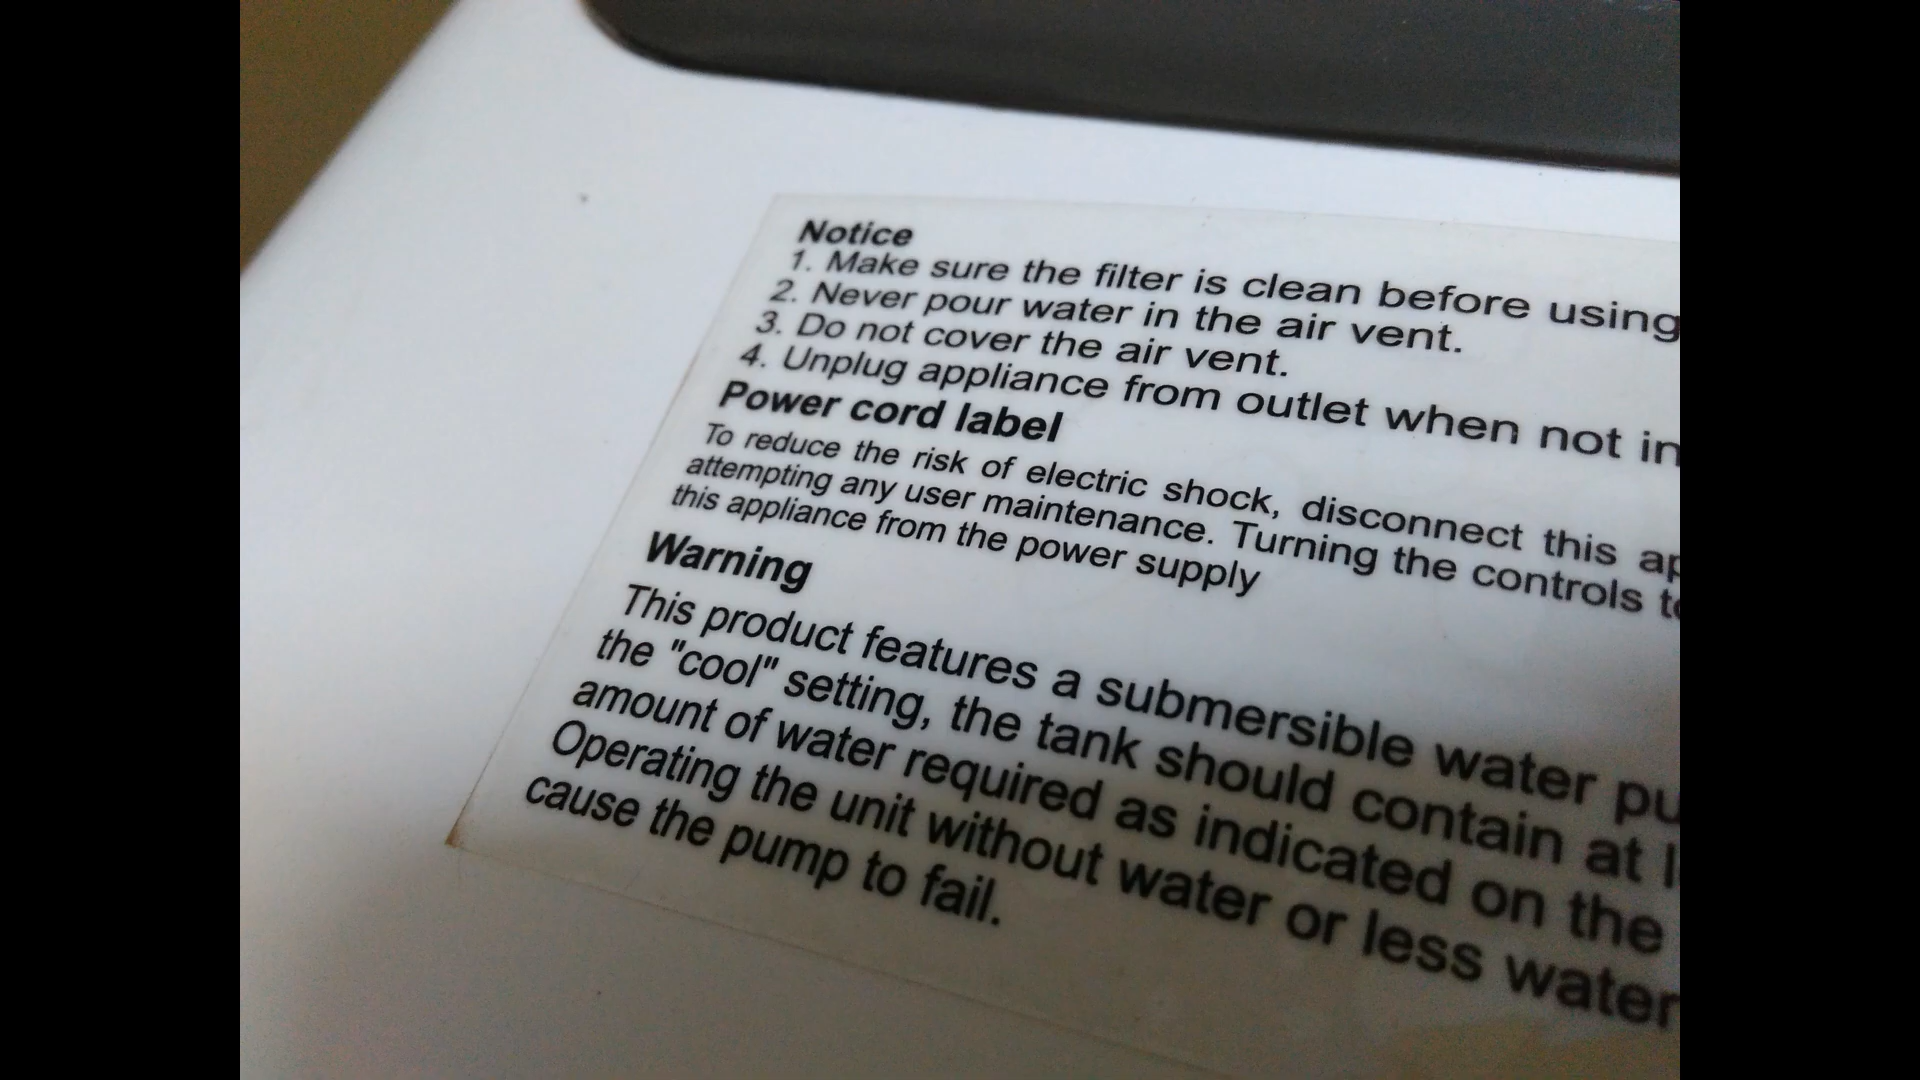 Notice
1. Make sure the filter is clean before using
2. Never pour water in the air vent.
3. Do not cover the air vent.
4. Unplug appliance from outlet when not in
Power cord label
To reduce the risk of electric shock, disconnect this
attempting any user maintenance. Turning the controls
this appliance from the power supply
Warning
This product features a submersible water
the "cool" setting, the tank should contain at
amount of water required as indicated on the
Operating the unit without water or less water
cause the pump to fail.